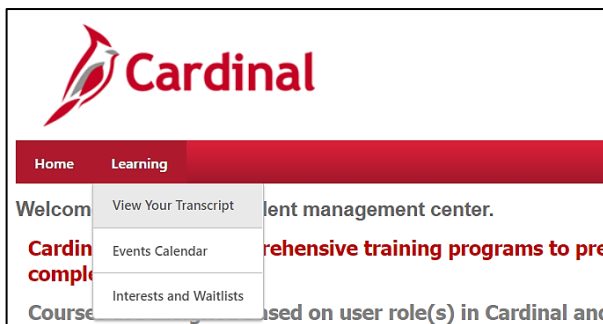 Cardinal
Home Learning
View Your Transcript
Welcom ent management center.
Events Calendar
Cardin rehensive training programs to pre
comple
Interests and Waitlists
Course ased on user role(s) in Cardinal and